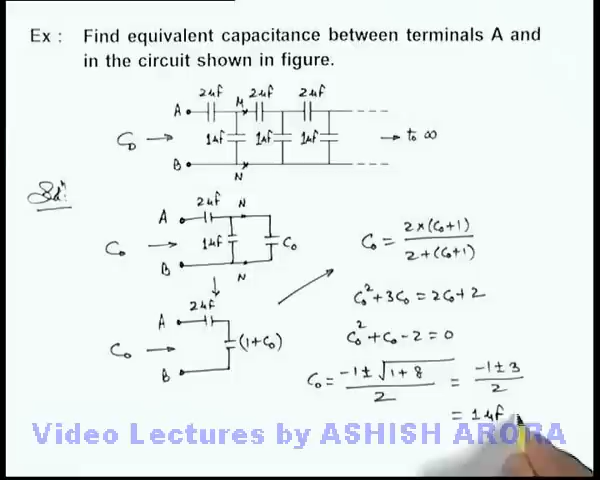 Ex : Find equivalent capacitance between terminals A and
in the circuit shown in figure.
2μf 2μf 2μf
A M
C₀ → 1μf 1μf 1μf → to ∞
B N
Solⁿ
2μf N
A
C₀ → 1μf C₀
B N
2μf
A
C₀ → (1+C₀)
B
C₀ = 2×(C₀+1) / 2+(C₀+1)
C₀² + 3C₀ = 2C₀ + 2
C₀² + C₀ - 2 = 0
C₀ = -1 ± √1+8 / 2 = -1±3 / 2
= 1μf
Video Lectures by ASHISH ARORA